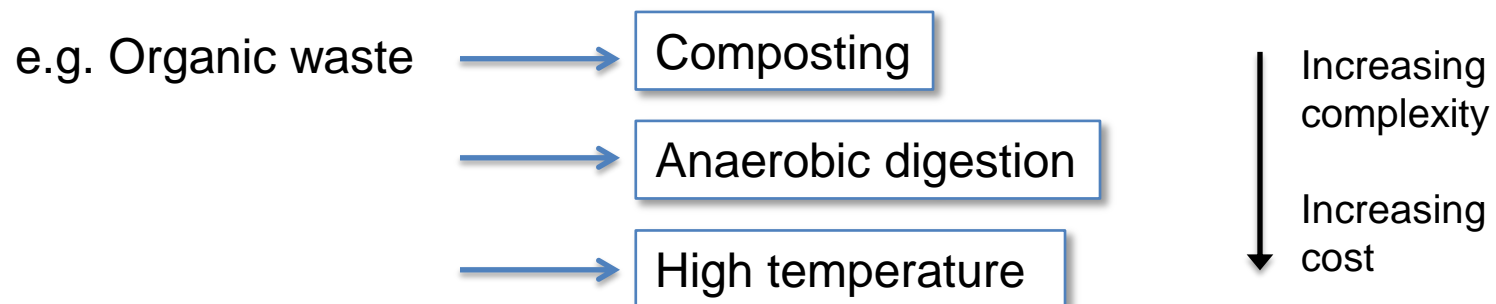 e.g. Organic waste
Composting
Anaerobic digestion
High temperature
Increasing
complexity
Increasing
cost